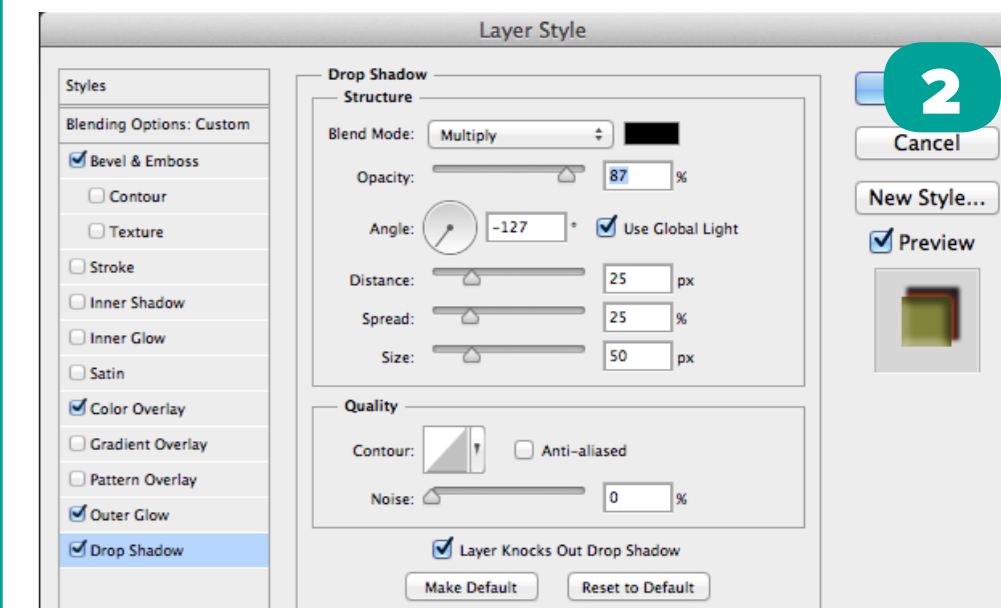 Layer Style
2
Styles
Blending Options: Custom
Bevel & Emboss
Contour
Texture
Stroke
Inner Shadow
Inner Glow
Satin
Color Overlay
Gradient Overlay
Pattern Overlay
Outer Glow
Drop Shadow
Drop Shadow
Structure
Blend Mode: Multiply
Opacity: 87 %
Angle: -127 ° Use Global Light
Distance: 25 px
Spread: 25 %
Size: 50 px
Quality
Contour: Anti-aliased
Noise: 0 %
Layer Knocks Out Drop Shadow
Make Default Reset to Default
Cancel
New Style...
Preview